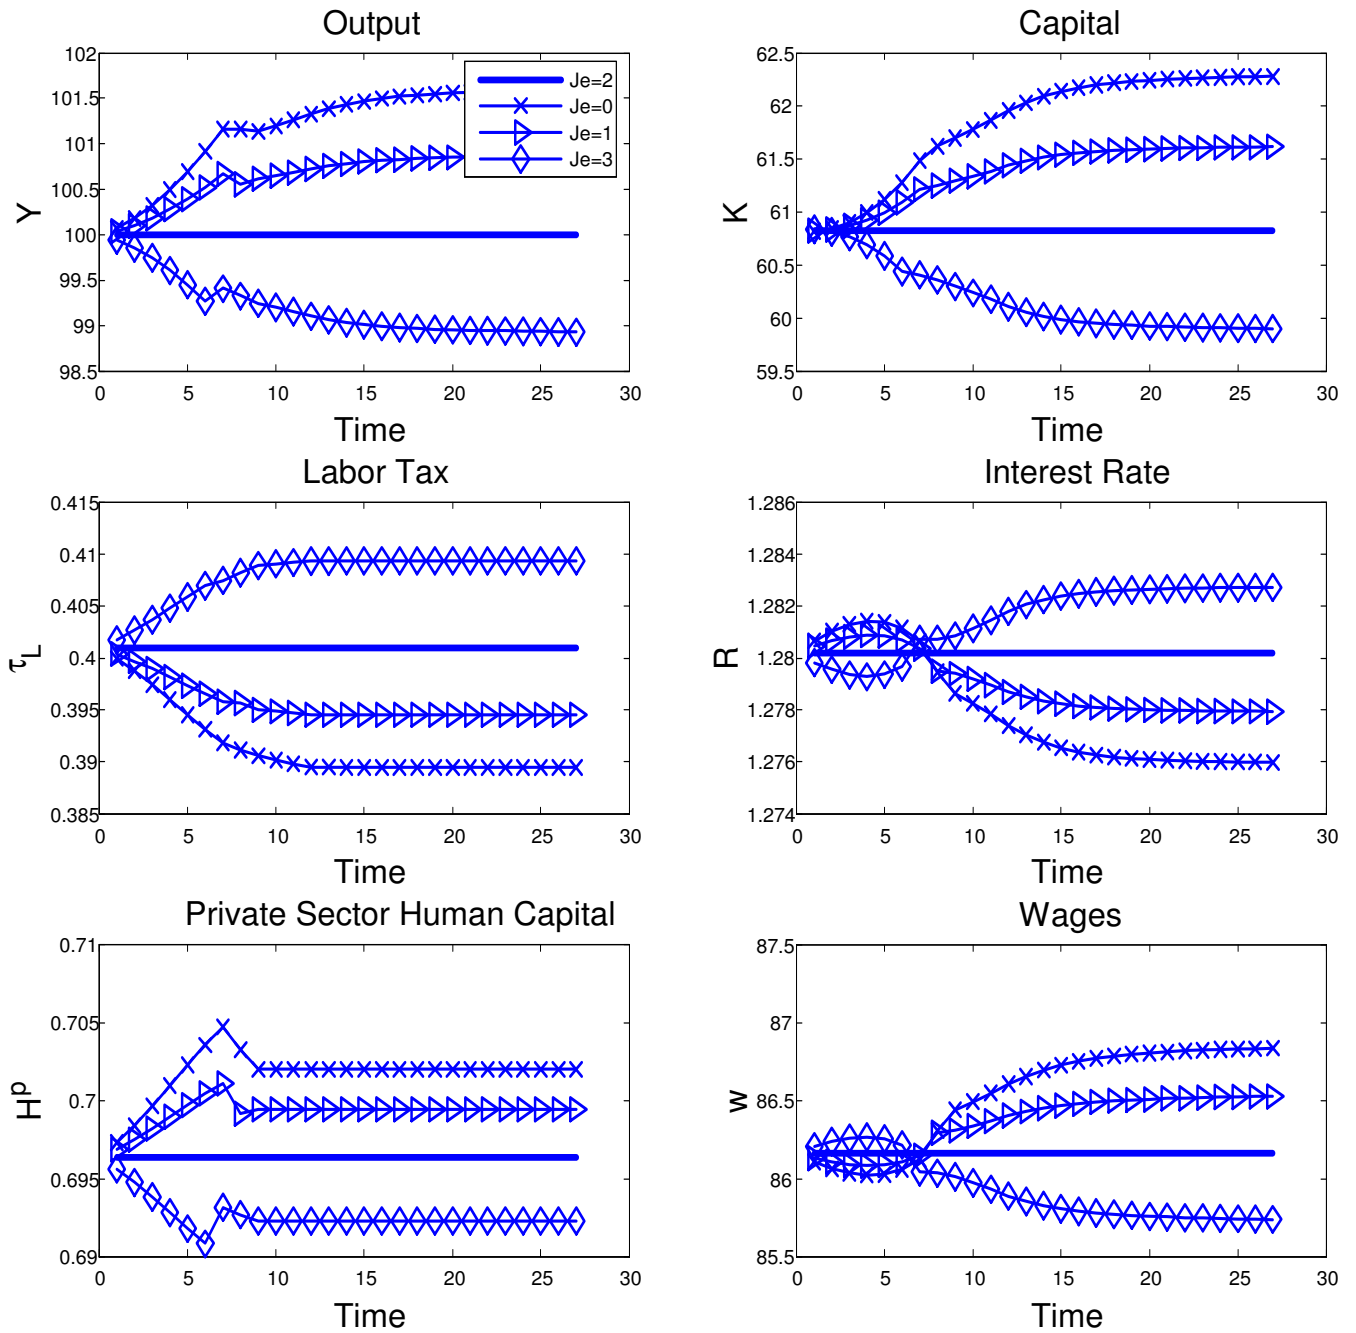 Output
102
101.5
101
100.5
100
99.5
99
98.5
Y
0 5 10 15 20 25 30
Time
Je=2
Je=0
Je=1
Je=3
Capital
62.5
62
61.5
61
60.5
60
59.5
K
0 5 10 15 20 25 30
Time
Labor Tax
0.415
0.41
0.405
0.4
0.395
0.39
0.385
τL
0 5 10 15 20 25 30
Time
Interest Rate
1.286
1.284
1.282
1.28
1.278
1.276
1.274
R
0 5 10 15 20 25 30
Time
Private Sector Human Capital
0.71
0.705
0.7
0.695
0.69
Hp
0 5 10 15 20 25 30
Time
Wages
87.5
87
86.5
86
85.5
w
0 5 10 15 20 25 30
Time